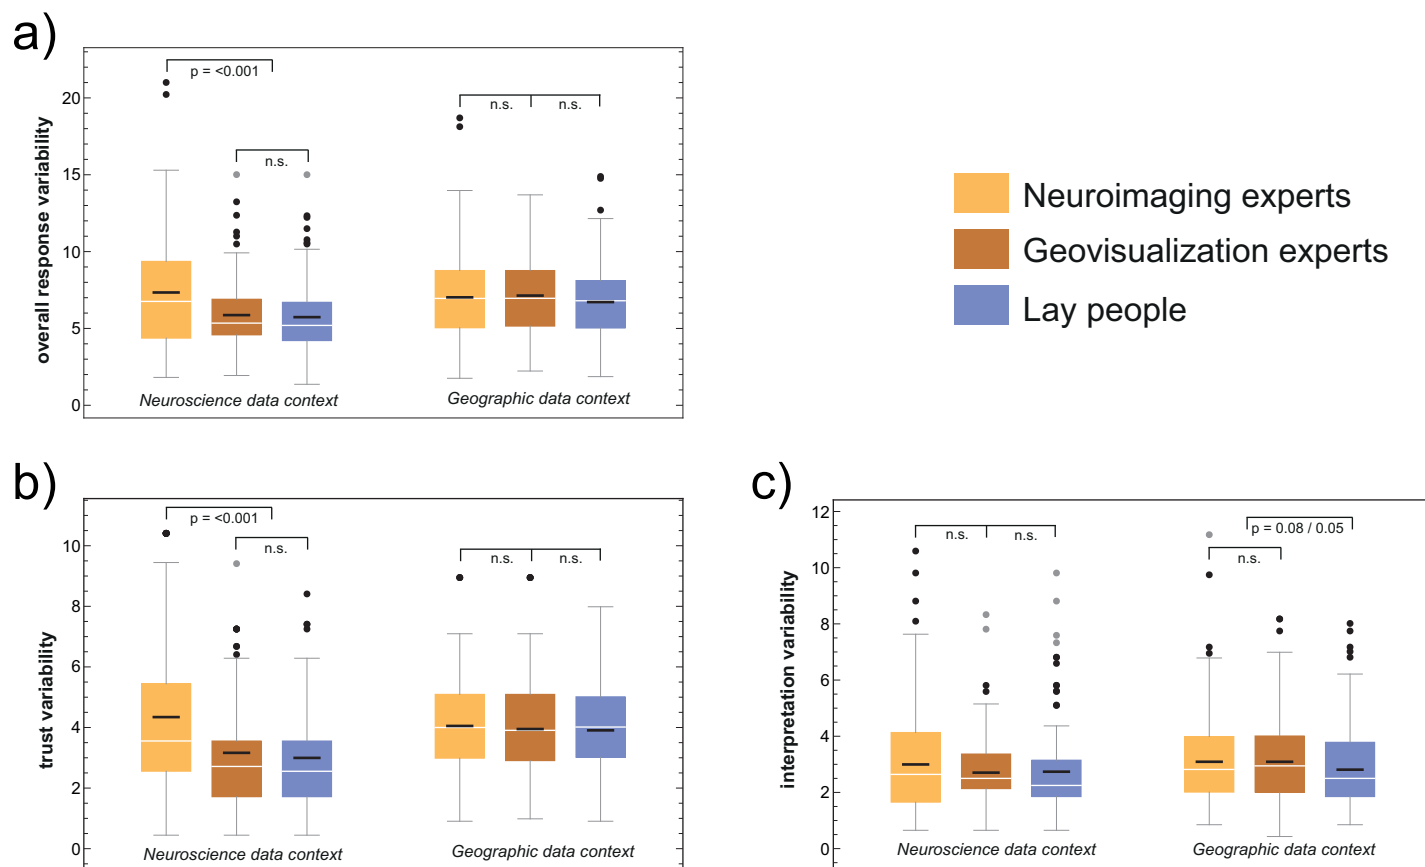 a)
overall response variability
20
15
10
5
0
p = <0.001
n.s.
n.s.
n.s.
Neuroscience data context
Geographic data context
Neuroimaging experts
Geovisualization experts
Lay people
b)
trust variability
10
8
6
4
2
0
p = <0.001
n.s.
n.s.
n.s.
Neuroscience data context
Geographic data context
c)
interpretation variability
12
10
8
6
4
2
0
n.s.
n.s.
p = 0.08 / 0.05
n.s.
Neuroscience data context
Geographic data context